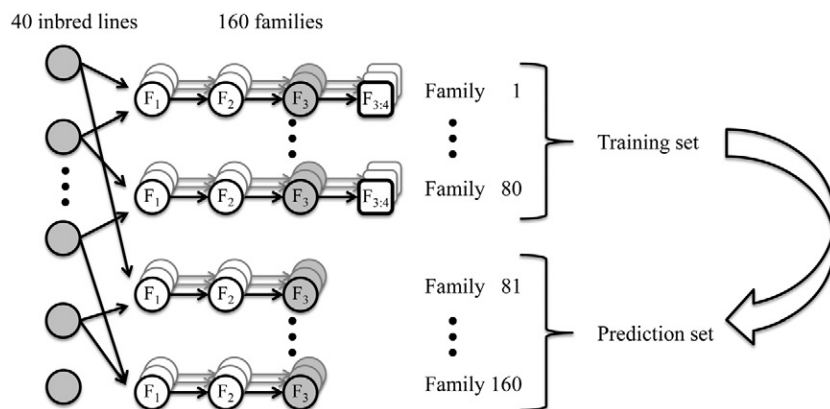 40 inbred lines 160 families
F1 F2 F3 F3:4 Family 1
Training set
F1 F2 F3 F3:4 Family 80
F1 F2 F3 Family 81
Prediction set
F1 F2 F3 Family 160